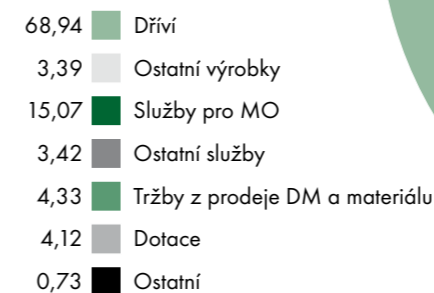 68,94 Dříví
3,39 Ostatní výrobky
15,07 Služby pro MO
3,42 Ostatní služby
4,33 Tržby z prodeje DM a materiálu
4,12 Dotace
0,73 Ostatní